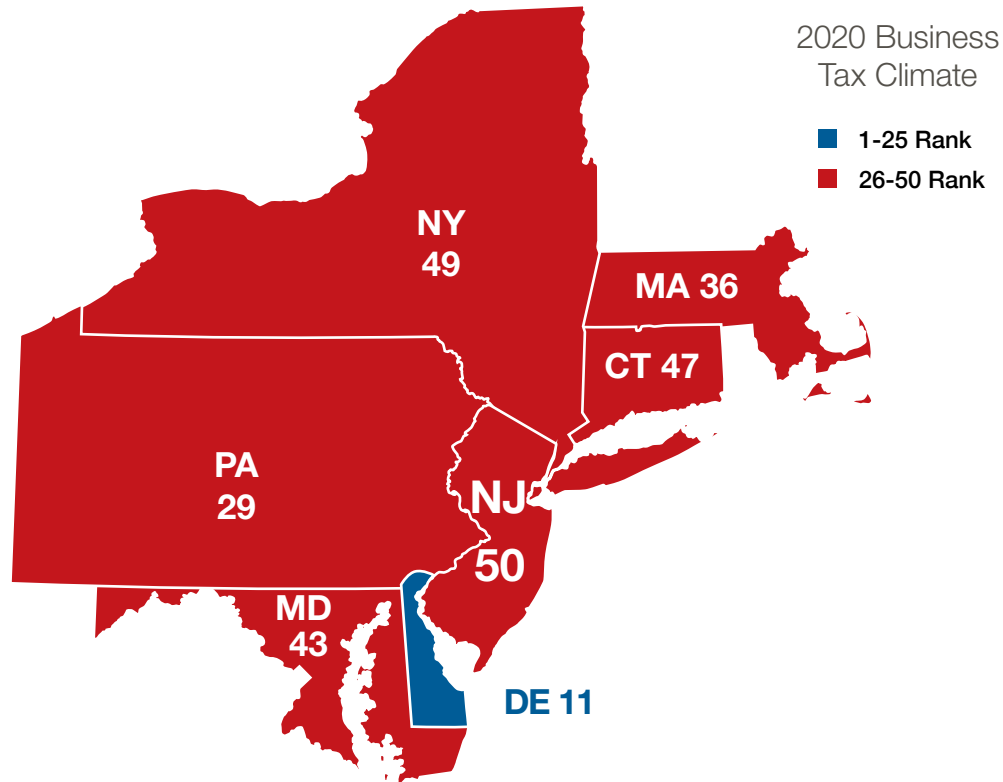 2020 Business
Tax Climate
1-25 Rank
26-50 Rank
NY
49
MA 36
CT 47
PA
29
NJ
50
MD
43
DE 11